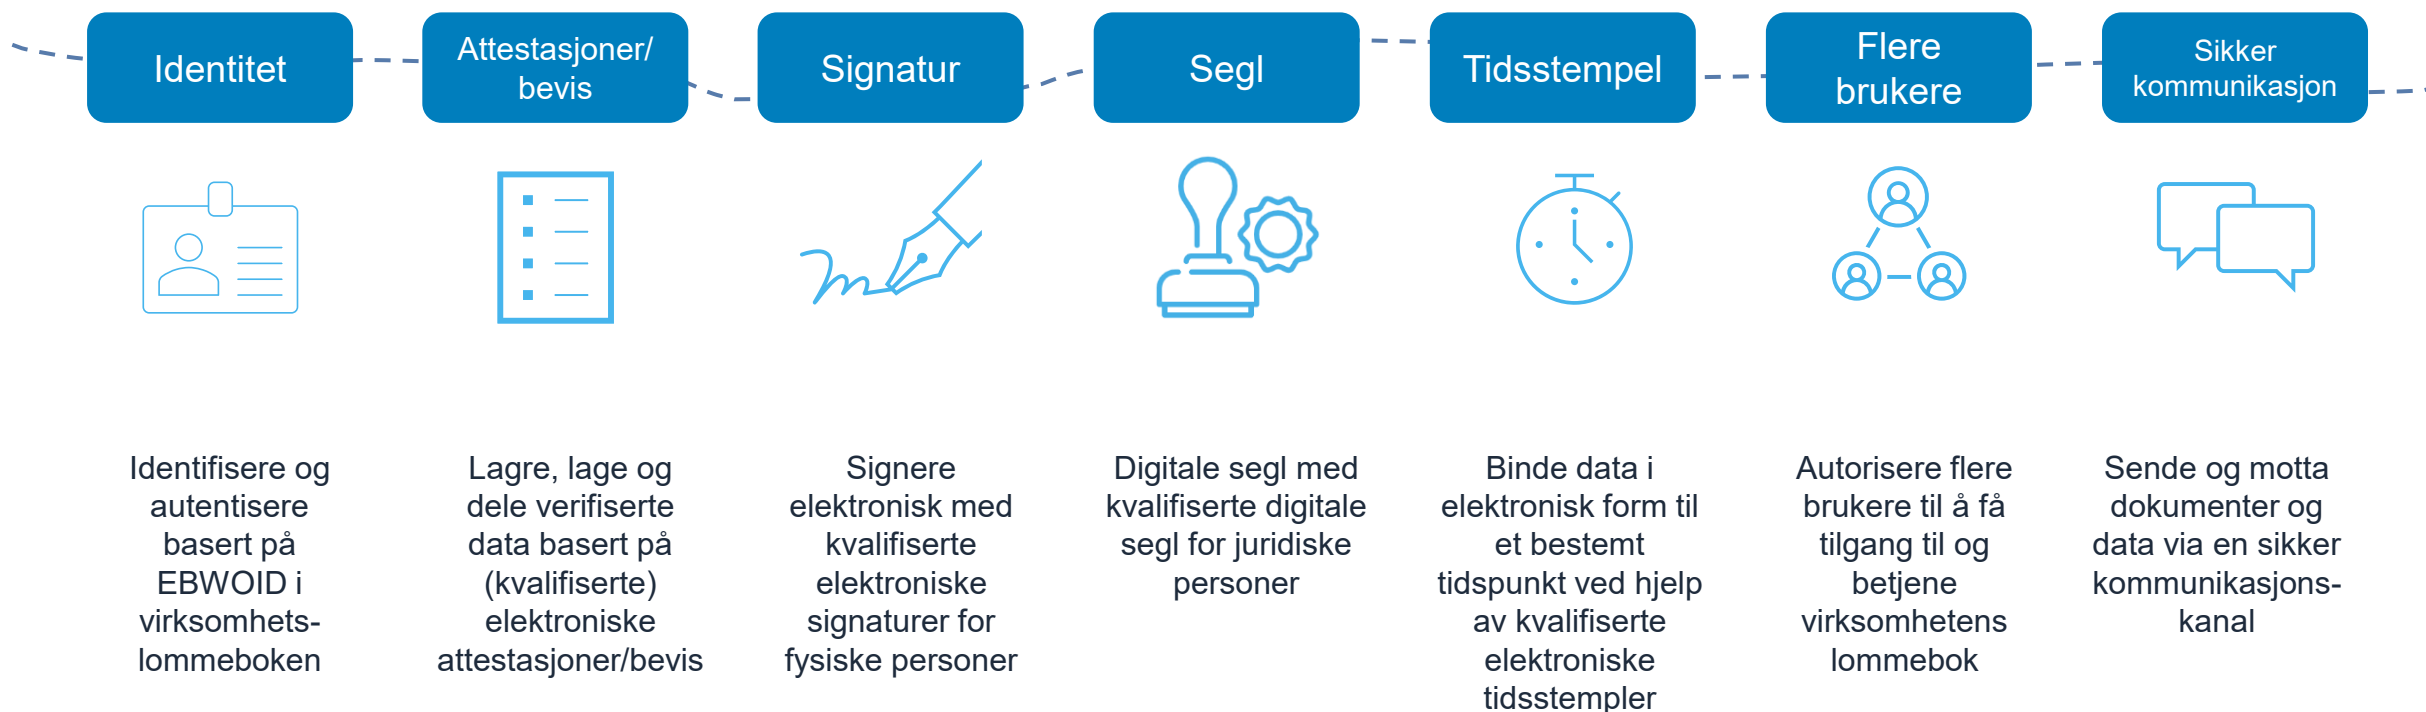 Identitet
Attestasjoner/
bevis
Signatur
Segl
Tidsstempel
Flere
brukere
Sikker
kommunikasjon
Identifisere og
autentisere
basert på
EBWOID i
virksomhets-
lommeboken
Lagre, lage og
dele verifiserte
data basert på
(kvalifiserte)
elektroniske
attestasjoner/bevis
Signere
elektronisk med
kvalifiserte
elektroniske
signaturer for
fysiske personer
Digitale segl med
kvalifiserte digitale
segl for juridiske
personer
Binde data i
elektronisk form til
et bestemt
tidspunkt ved hjelp
av kvalifiserte
elektroniske
tidsstempler
Autorisere flere
brukere til å få
tilgang til og
betjene
virksomhetens
lommebok
Sende og motta
dokumenter og
data via en sikker
kommunikasjons-
kanal